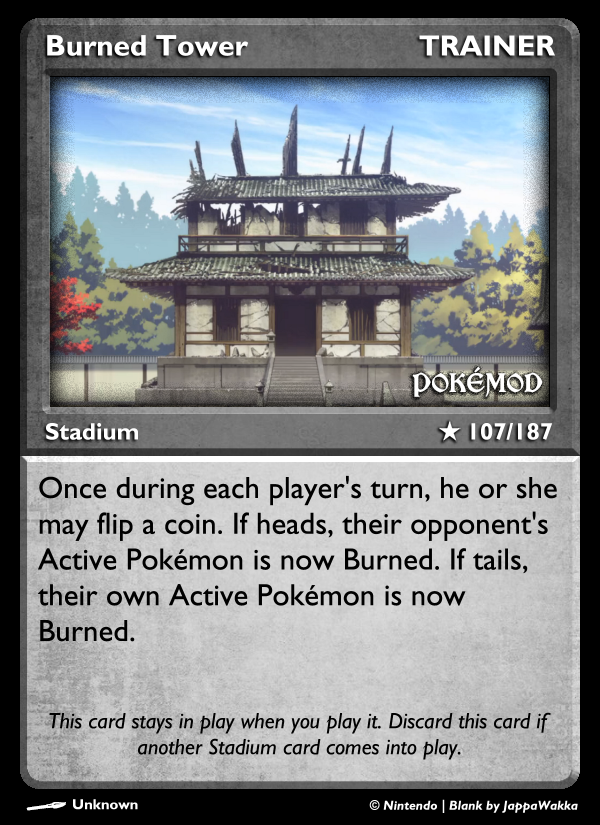 Burned Tower TRAINER
POKÉMOD
Stadium ★ 107/187
Once during each player's turn, he or she
may flip a coin. If heads, their opponent's
Active Pokémon is now Burned. If tails,
their own Active Pokémon is now
Burned.
This card stays in play when you play it. Discard this card if
another Stadium card comes into play.
Unknown © Nintendo | Blank by JappaWakka